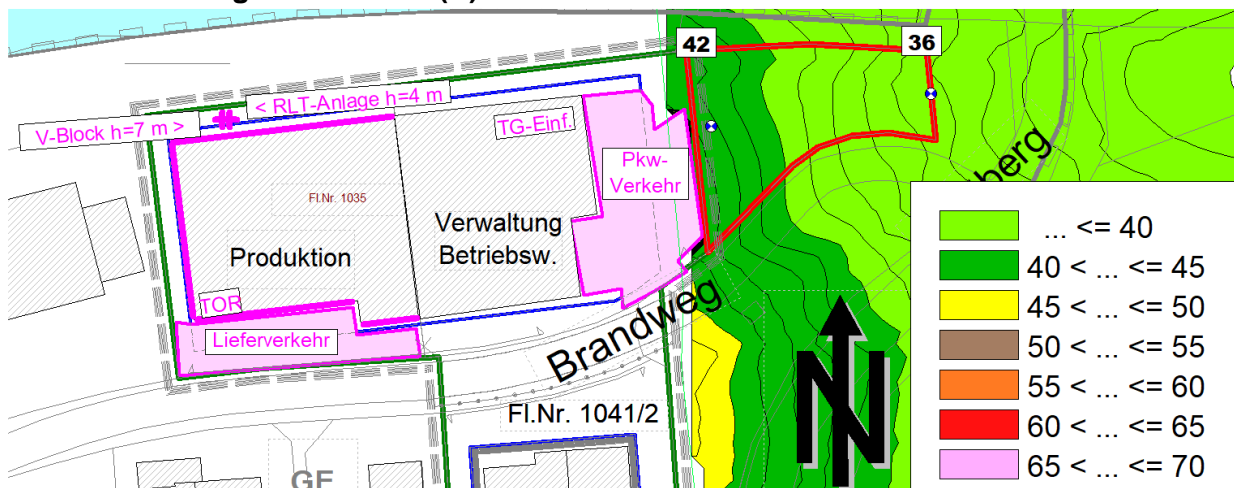 42
36
< RLT-Anlage h=4 m
V-Block h=7 m >
TG-Einf.
Pkw-
Verkehr
Fl.Nr. 1035
Verwaltung
Betriebsw.
Produktion
TOR
Lieferverkehr
Brandweg
berg
Fl.Nr. 1041/2
GE
N
... <= 40
40 < ... <= 45
45 < ... <= 50
50 < ... <= 55
55 < ... <= 60
60 < ... <= 65
65 < ... <= 70